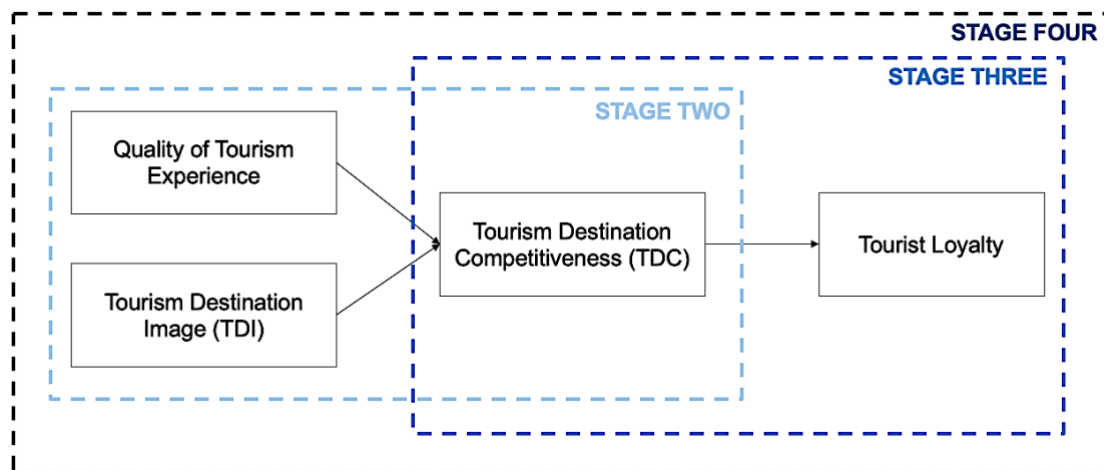 STAGE FOUR
STAGE THREE
STAGE TWO
Quality of Tourism
Experience
Tourism Destination
Competitiveness (TDC)
Tourist Loyalty
Tourism Destination
Image (TDI)